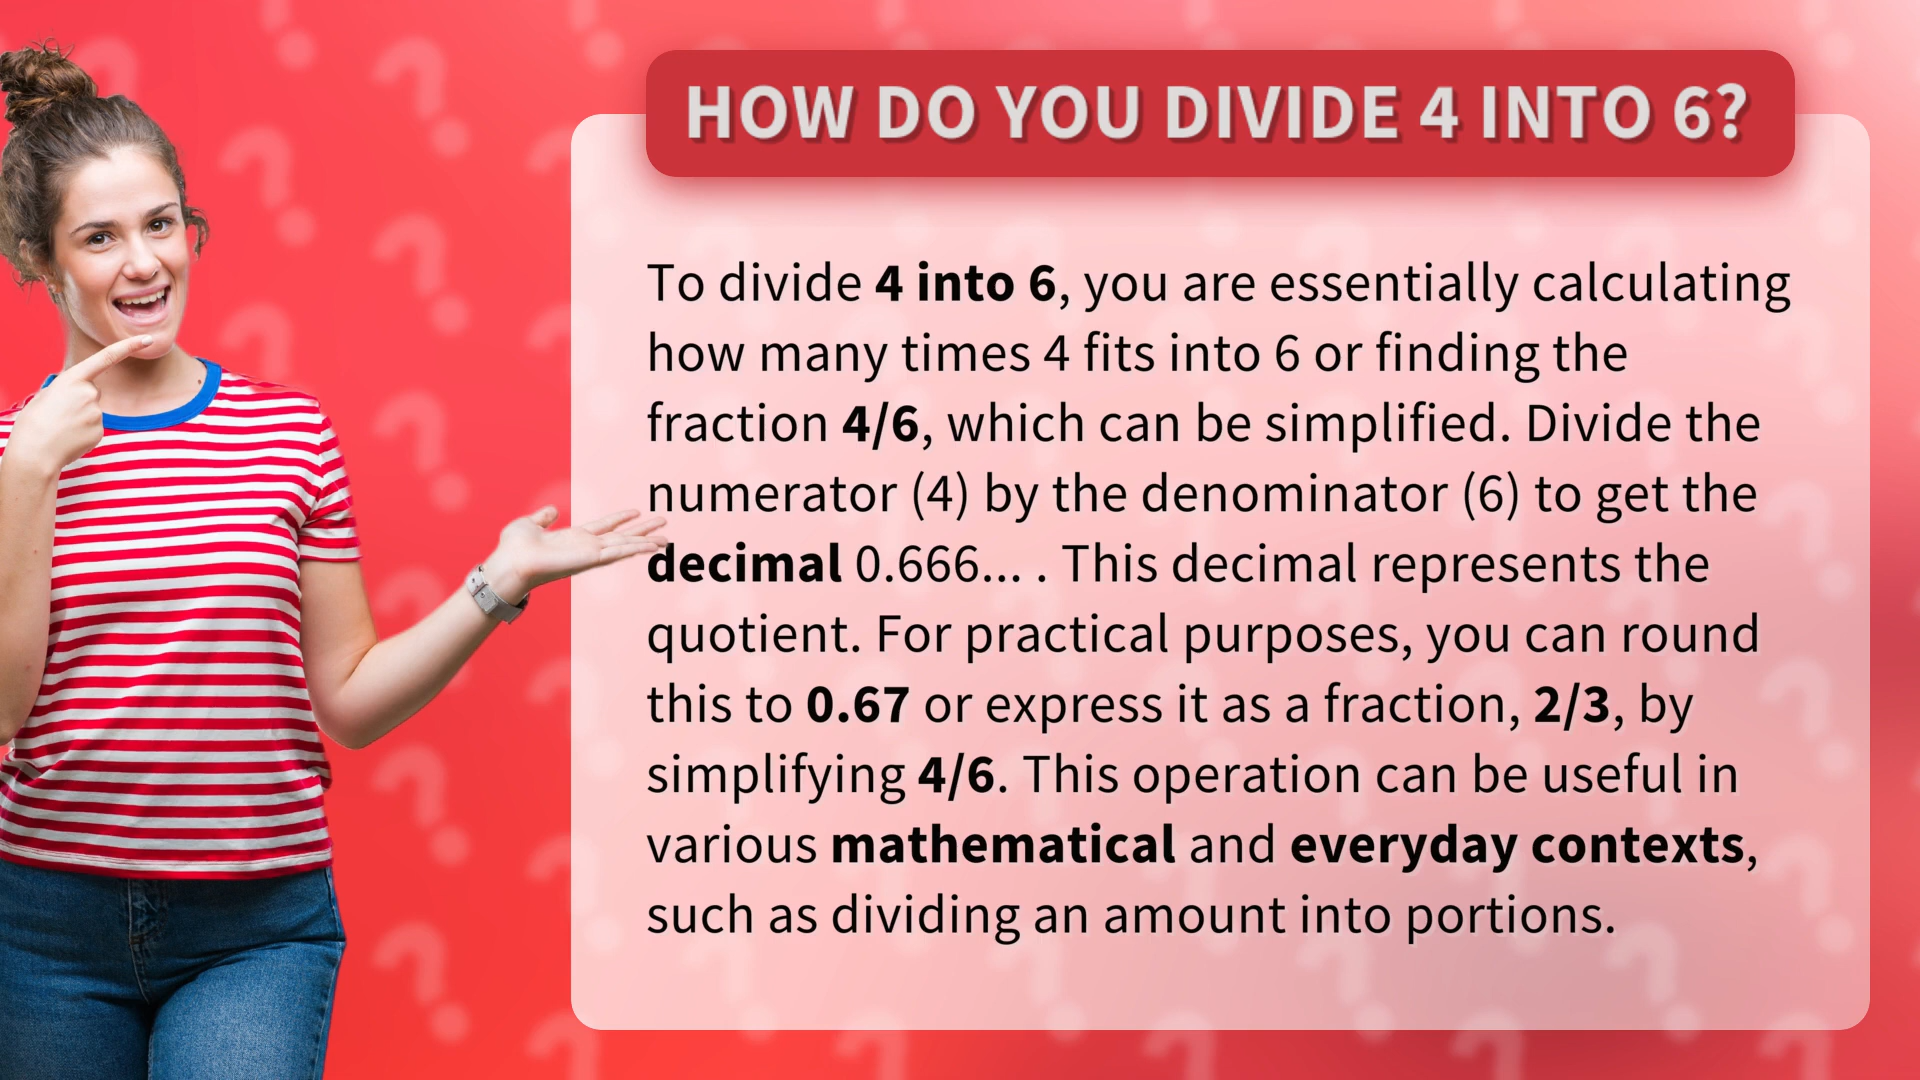 HOW DO YOU DIVIDE 4 INTO 6?
To divide 4 into 6, you are essentially calculating
how many times 4 fits into 6 or finding the
fraction 4/6, which can be simplified. Divide the
numerator (4) by the denominator (6) to get the
decimal 0.666... . This decimal represents the
quotient. For practical purposes, you can round
this to 0.67 or express it as a fraction, 2/3, by
simplifying 4/6. This operation can be useful in
various mathematical and everyday contexts,
such as dividing an amount into portions.